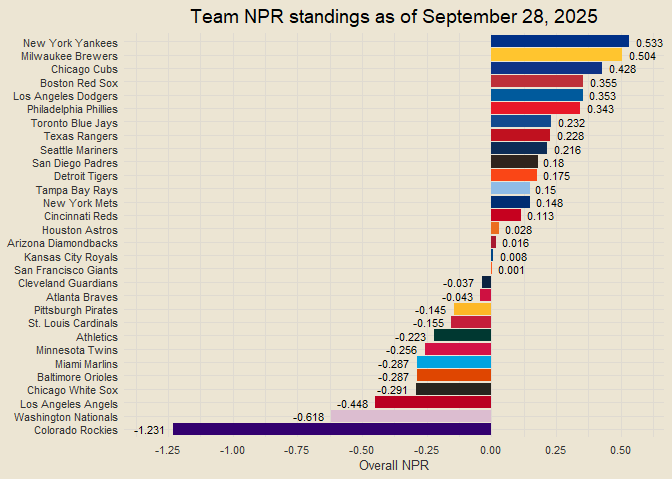 Team NPR standings as of September 28, 2025
New York Yankees 0.533
Milwaukee Brewers 0.504
Chicago Cubs 0.428
Boston Red Sox 0.355
Los Angeles Dodgers 0.353
Philadelphia Phillies 0.343
Toronto Blue Jays 0.232
Texas Rangers 0.228
Seattle Mariners 0.216
San Diego Padres 0.18
Detroit Tigers 0.175
Tampa Bay Rays 0.15
New York Mets 0.148
Cincinnati Reds 0.113
Houston Astros 0.028
Arizona Diamondbacks 0.016
Kansas City Royals 0.008
San Francisco Giants 0.001
Cleveland Guardians -0.037
Atlanta Braves -0.043
Pittsburgh Pirates -0.145
St. Louis Cardinals -0.155
Athletics -0.223
Minnesota Twins -0.256
Miami Marlins -0.287
Baltimore Orioles -0.287
Chicago White Sox -0.291
Los Angeles Angels -0.448
Washington Nationals -0.618
Colorado Rockies -1.231
-1.25 -1.00 -0.75 -0.50 -0.25 0.00 0.25 0.50
Overall NPR